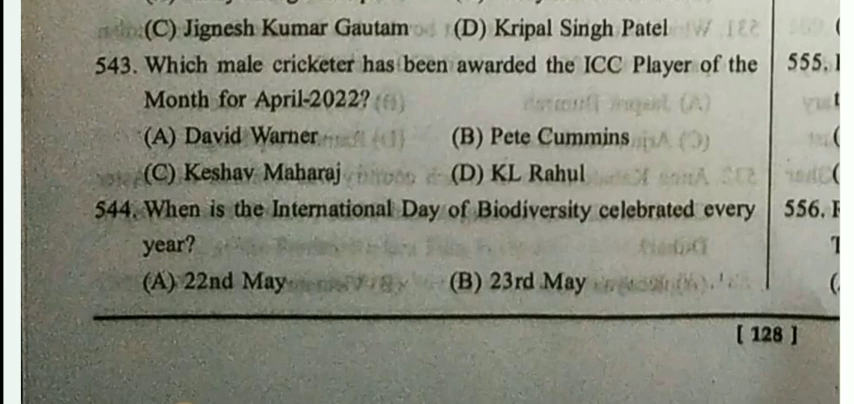 (C) Jignesh Kumar Gautam (D) Kripal Singh Patel
543. Which male cricketer has been awarded the ICC Player of the
Month for April-2022?
(A) David Warner (B) Pete Cummins
(C) Keshav Maharaj (D) KL Rahul
544. When is the International Day of Biodiversity celebrated every
year?
(A) 22nd May (B) 23rd May
555.
556.
[ 128 ]